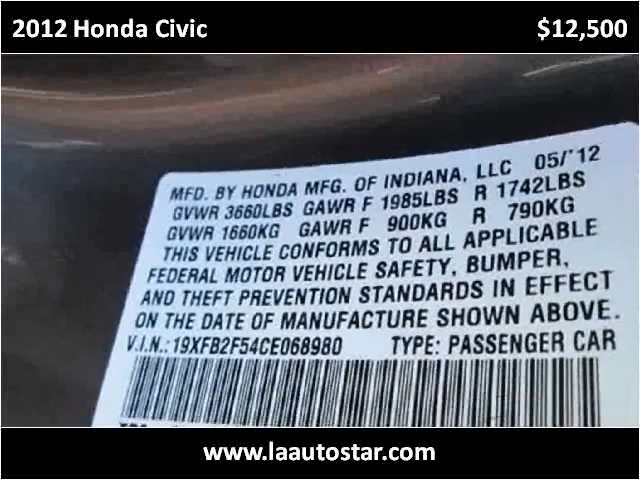 2012 Honda Civic $12,500
MFD. BY HONDA MFG. OF INDIANA, LLC 05/'12
GVWR 3660LBS GAWR F 1985LBS R 1742LBS
GVWR 1660KG GAWR F 900KG R 790KG
THIS VEHICLE CONFORMS TO ALL APPLICABLE
FEDERAL MOTOR VEHICLE SAFETY, BUMPER,
AND THEFT PREVENTION STANDARDS IN EFFECT
ON THE DATE OF MANUFACTURE SHOWN ABOVE.
V.I.N.:19XFB2F54CE068980 TYPE: PASSENGER CAR
www.laautostar.com